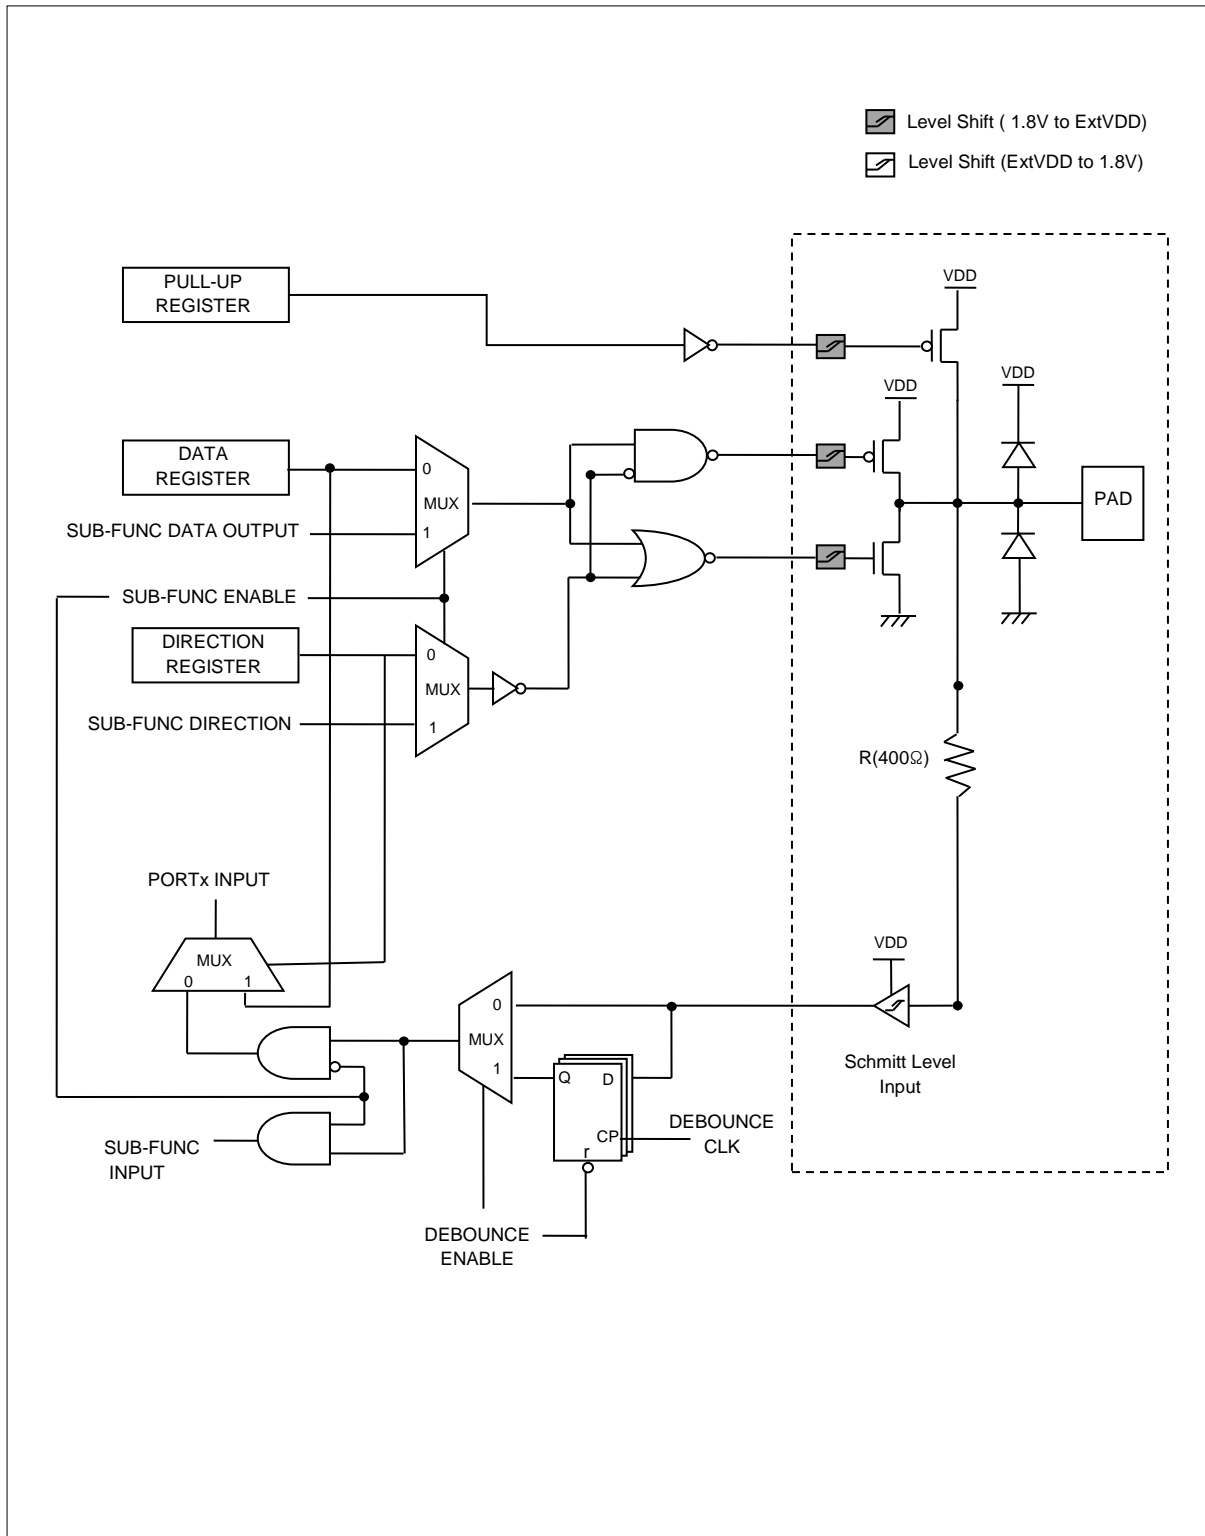 Level Shift ( 1.8V to ExtVDD)
Level Shift (ExtVDD to 1.8V)
PULL-UP
REGISTER
VDD
VDD
VDD
DATA
REGISTER
0
MUX
1
SUB-FUNC DATA OUTPUT
PAD
SUB-FUNC ENABLE
DIRECTION
REGISTER
0
MUX
1
SUB-FUNC DIRECTION
R(400Ω)
PORTx INPUT
MUX
0 1
VDD
0
MUX
1
Q D
CP
r
Schmitt Level
Input
DEBOUNCE
CLK
SUB-FUNC
INPUT
DEBOUNCE
ENABLE